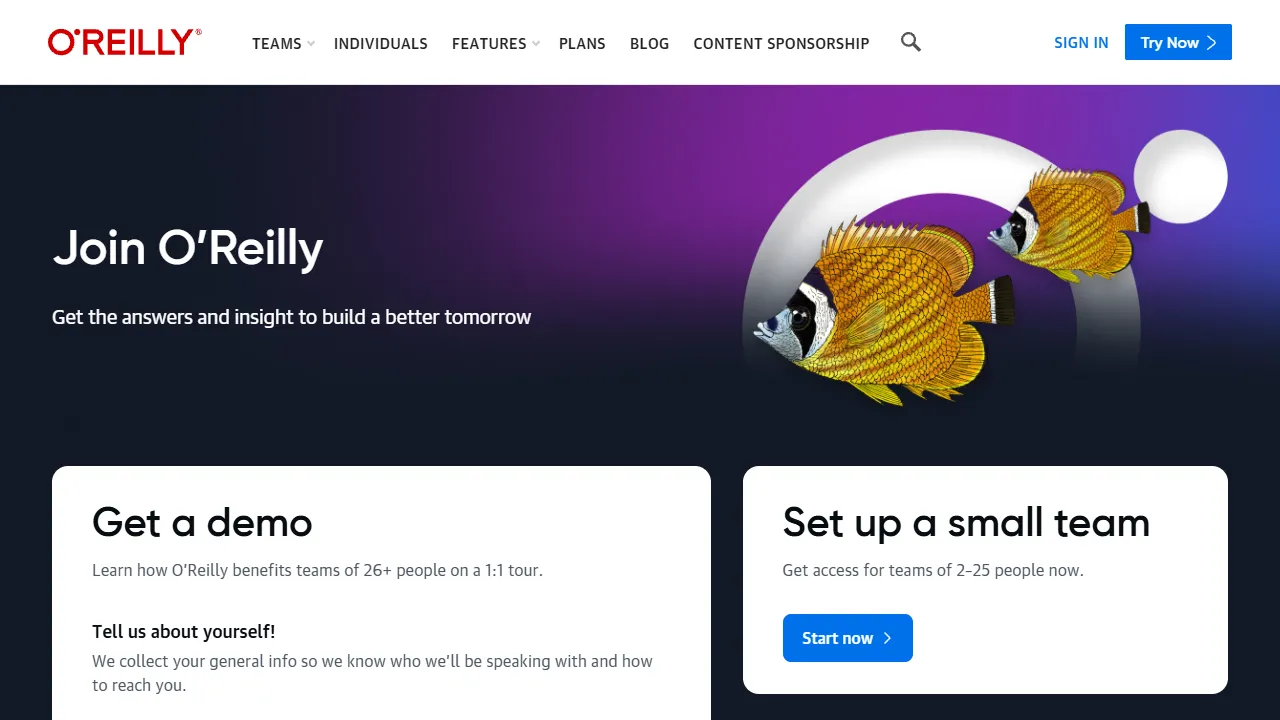 O'REILLY®
TEAMS
INDIVIDUALS
FEATURES
PLANS
BLOG
CONTENT SPONSORSHIP
SIGN IN
Try Now
Join O’Reilly
Get the answers and insight to build a better tomorrow
Get a demo
Learn how O’Reilly benefits teams of 26+ people on a 1:1 tour.
Tell us about yourself!
We collect your general info so we know who we’ll be speaking with and how
to reach you.
Set up a small team
Get access for teams of 2-25 people now.
Start now